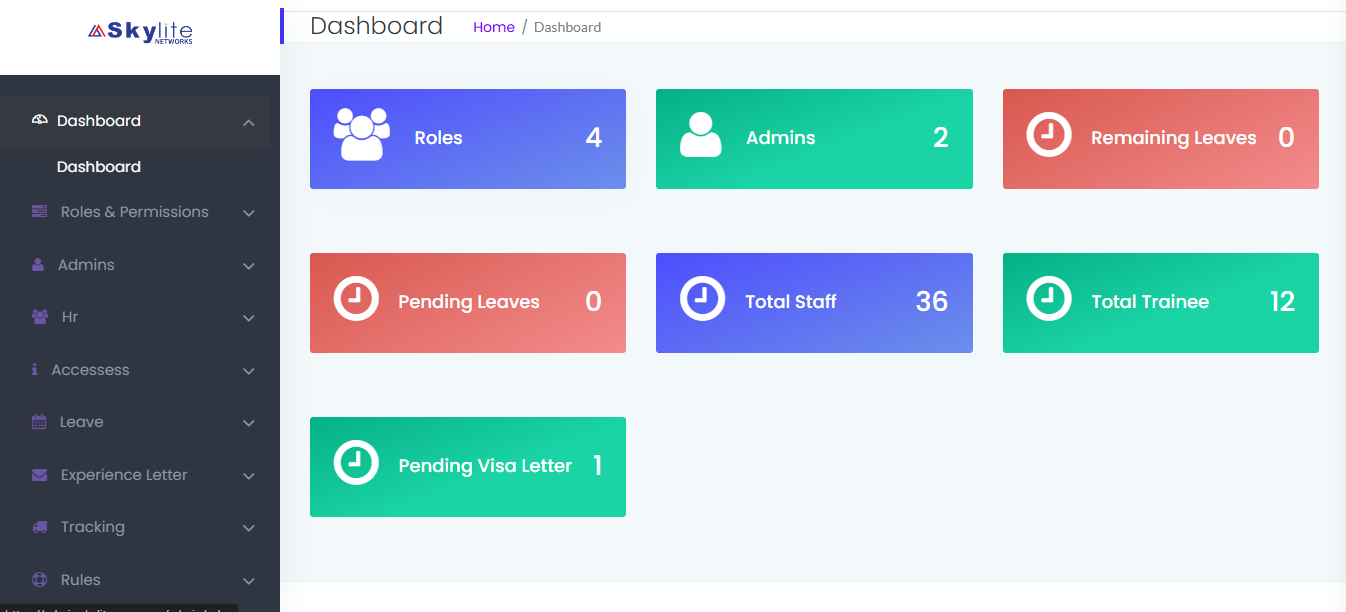 Skylite
NETWORKS
Dashboard
Home / Dashboard
Dashboard
Dashboard
Roles & Permissions
Admins
Hr
Accessess
Leave
Experience Letter
Tracking
Rules
Roles 4
Admins 2
Remaining Leaves 0
Pending Leaves 0
Total Staff 36
Total Trainee 12
Pending Visa Letter 1